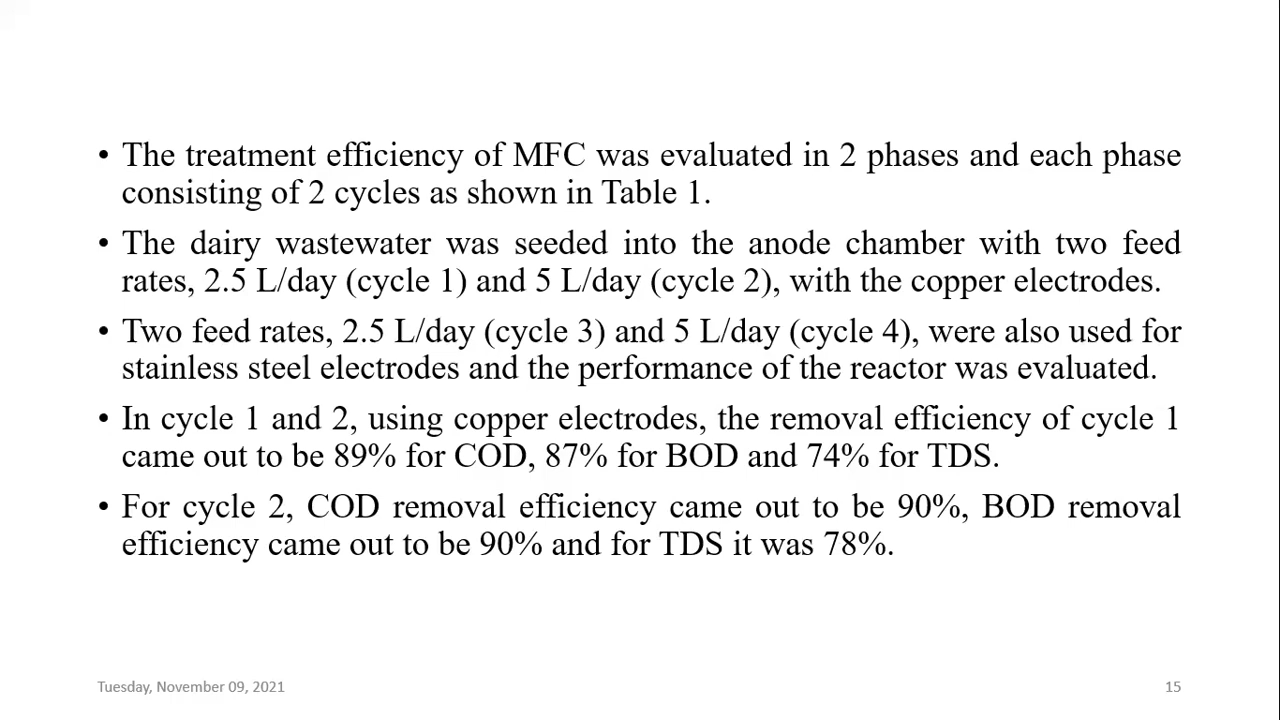 • The treatment efficiency of MFC was evaluated in 2 phases and each phase
consisting of 2 cycles as shown in Table 1.
• The dairy wastewater was seeded into the anode chamber with two feed
rates, 2.5 L/day (cycle 1) and 5 L/day (cycle 2), with the copper electrodes.
• Two feed rates, 2.5 L/day (cycle 3) and 5 L/day (cycle 4), were also used for
stainless steel electrodes and the performance of the reactor was evaluated.
• In cycle 1 and 2, using copper electrodes, the removal efficiency of cycle 1
came out to be 89% for COD, 87% for BOD and 74% for TDS.
• For cycle 2, COD removal efficiency came out to be 90%, BOD removal
efficiency came out to be 90% and for TDS it was 78%.
Tuesday, November 09, 2021
15